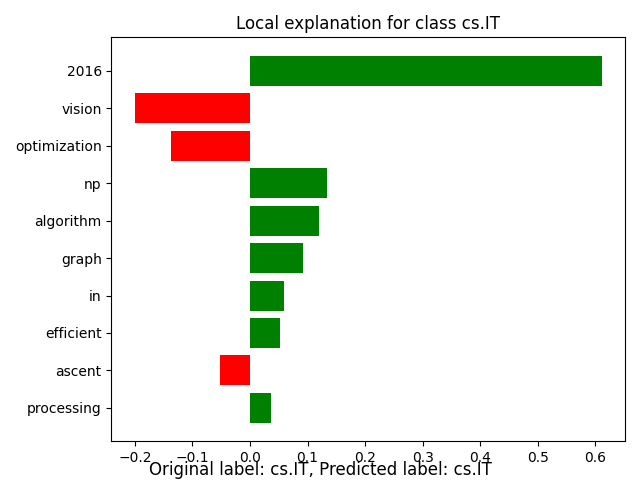 Local explanation for class cs.IT
2016
vision
optimization
np
algorithm
graph
in
efficient
ascent
processing
−0.2 −0.1 0.0 0.1 0.2 0.3 0.4 0.5 0.6
Original label: cs.IT, Predicted label: cs.IT